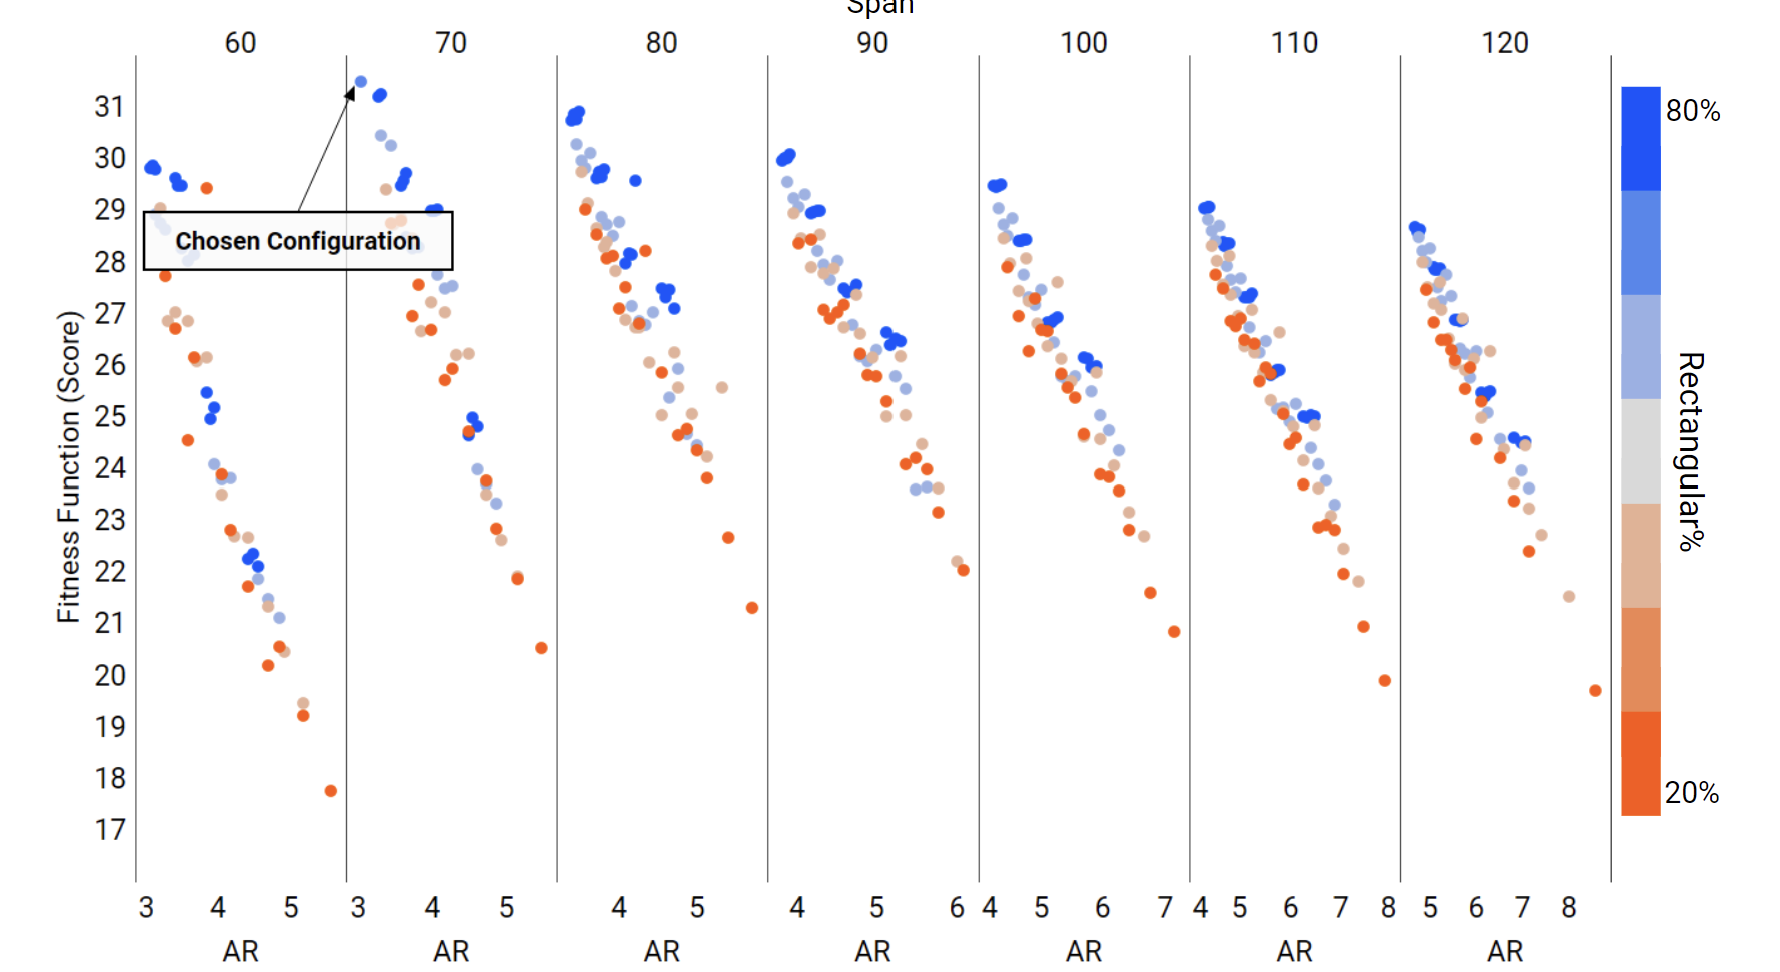 Span
60 70 80 90 100 110 120
31
30
29
28
27
26
25
24
23
22
21
20
19
18
17
Fitness Function (Score)
Chosen Configuration
3 4 5 3 4 5 4 5 4 5 6 4 5 6 7 4 5 6 7 8 5 6 7 8
AR AR AR AR AR AR AR
80%
Rectangular%
20%